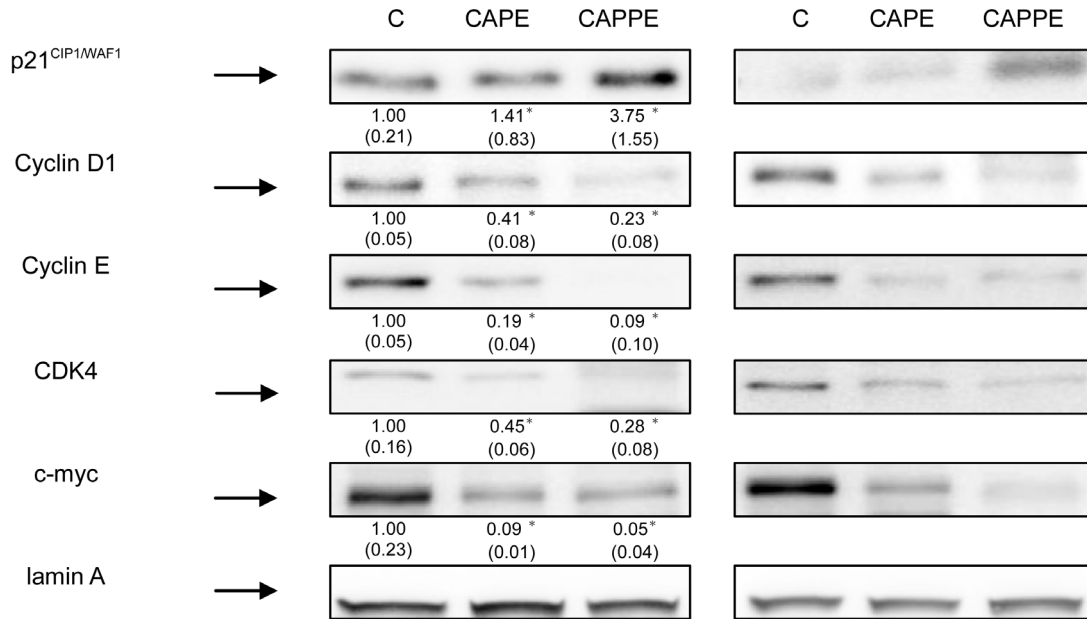 C CAPE CAPPE C CAPE CAPPE
p21CIP1/WAF1
1.00 1.41* 3.75 *
(0.21) (0.83) (1.55)
Cyclin D1
1.00 0.41 * 0.23 *
(0.05) (0.08) (0.08)
Cyclin E
1.00 0.19 * 0.09 *
(0.05) (0.04) (0.10)
CDK4
1.00 0.45* 0.28 *
(0.16) (0.06) (0.08)
c-myc
1.00 0.09 * 0.05*
(0.23) (0.01) (0.04)
lamin A